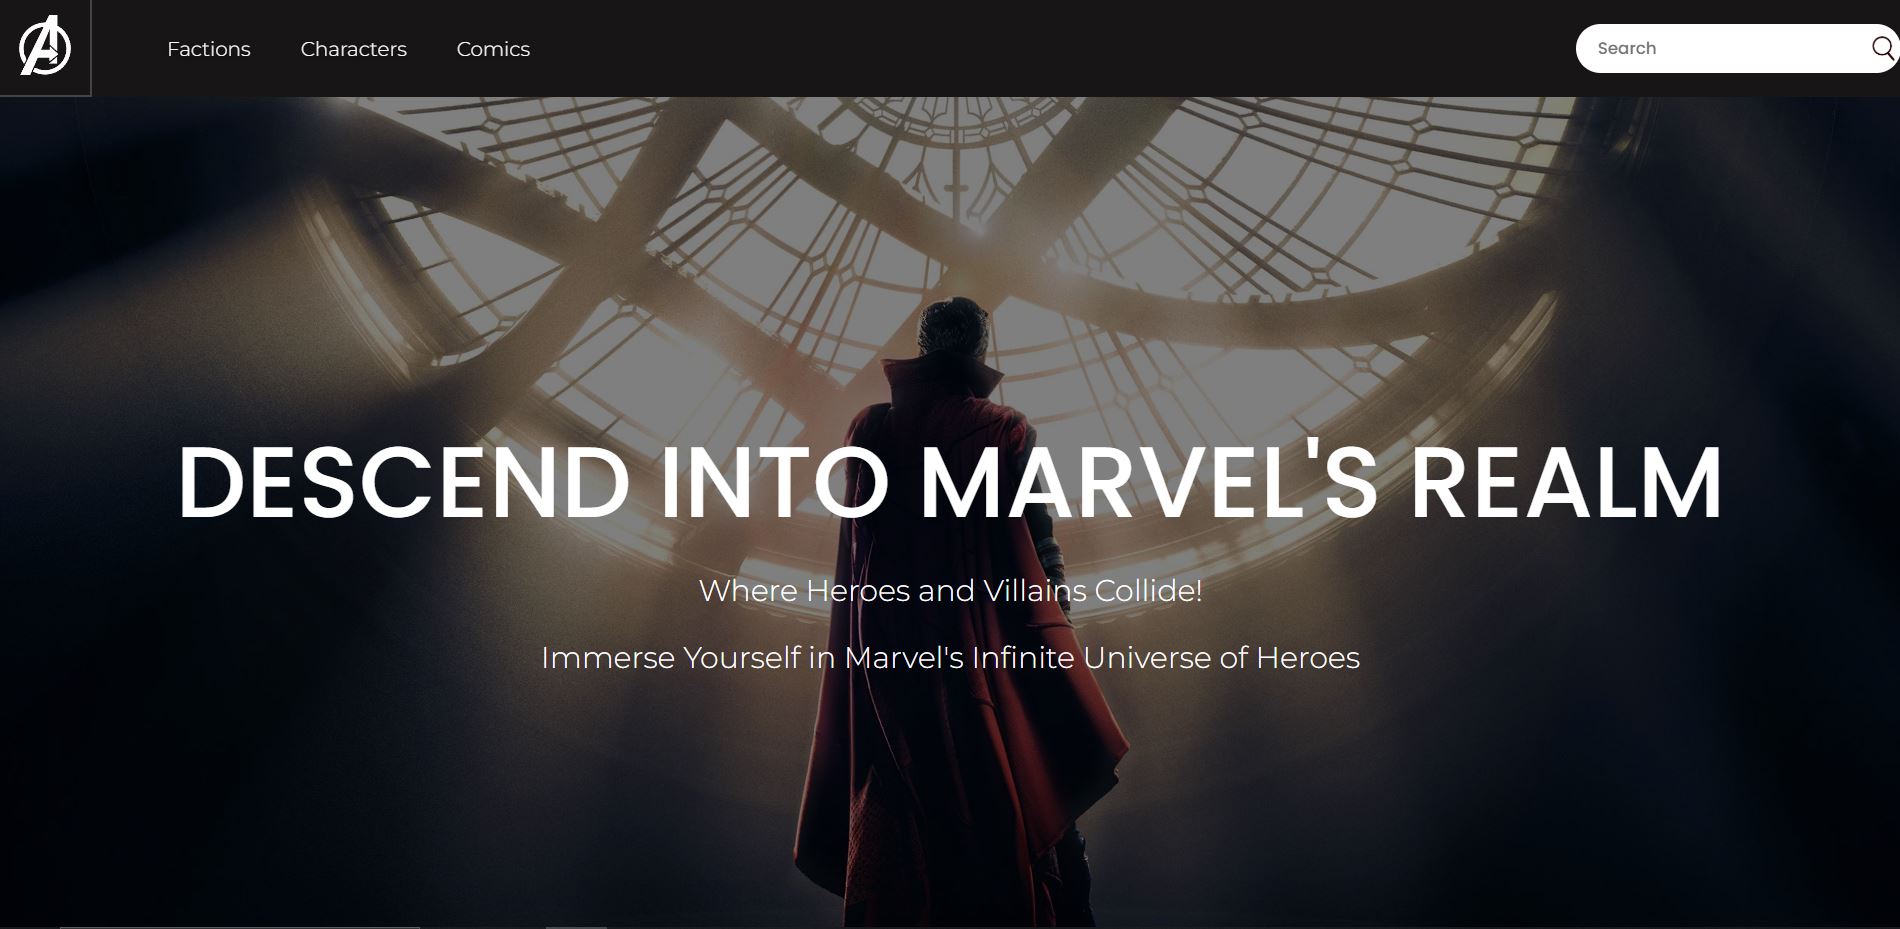 Factions Characters Comics Search
DESCEND INTO MARVEL'S REALM
Where Heroes and Villains Collide!
Immerse Yourself in Marvel's Infinite Universe of Heroes